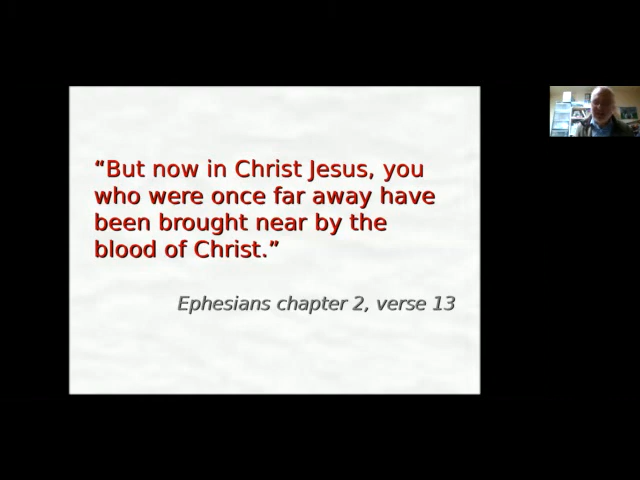 “But now in Christ Jesus, you
who were once far away have
been brought near by the
blood of Christ.”
Ephesians chapter 2, verse 13